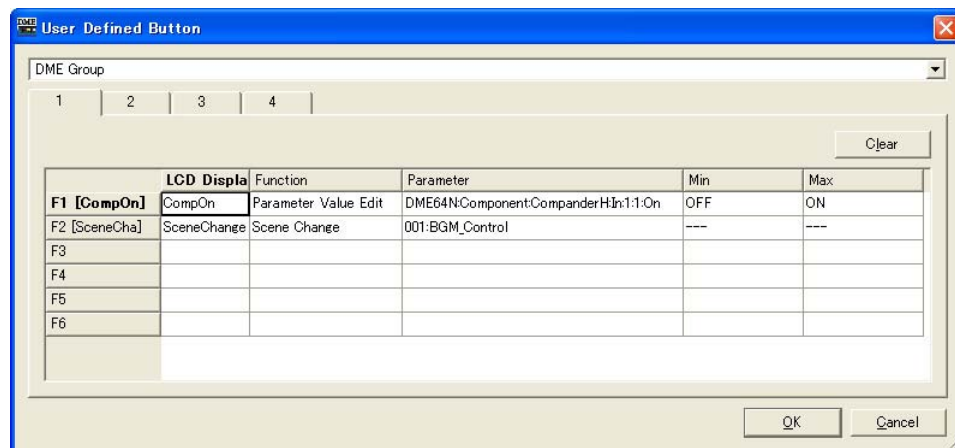 DME User Defined Button
DME Group
1 2 3 4
Clear
LCD Displa Function Parameter Min Max
F1 [CompOn] CompOn Parameter Value Edit DME64N:Component:CompanderH:In:1:1:On OFF ON
F2 [SceneCha] SceneChange Scene Change 001:BGM_Control --- ---
F3
F4
F5
F6
OK Cancel